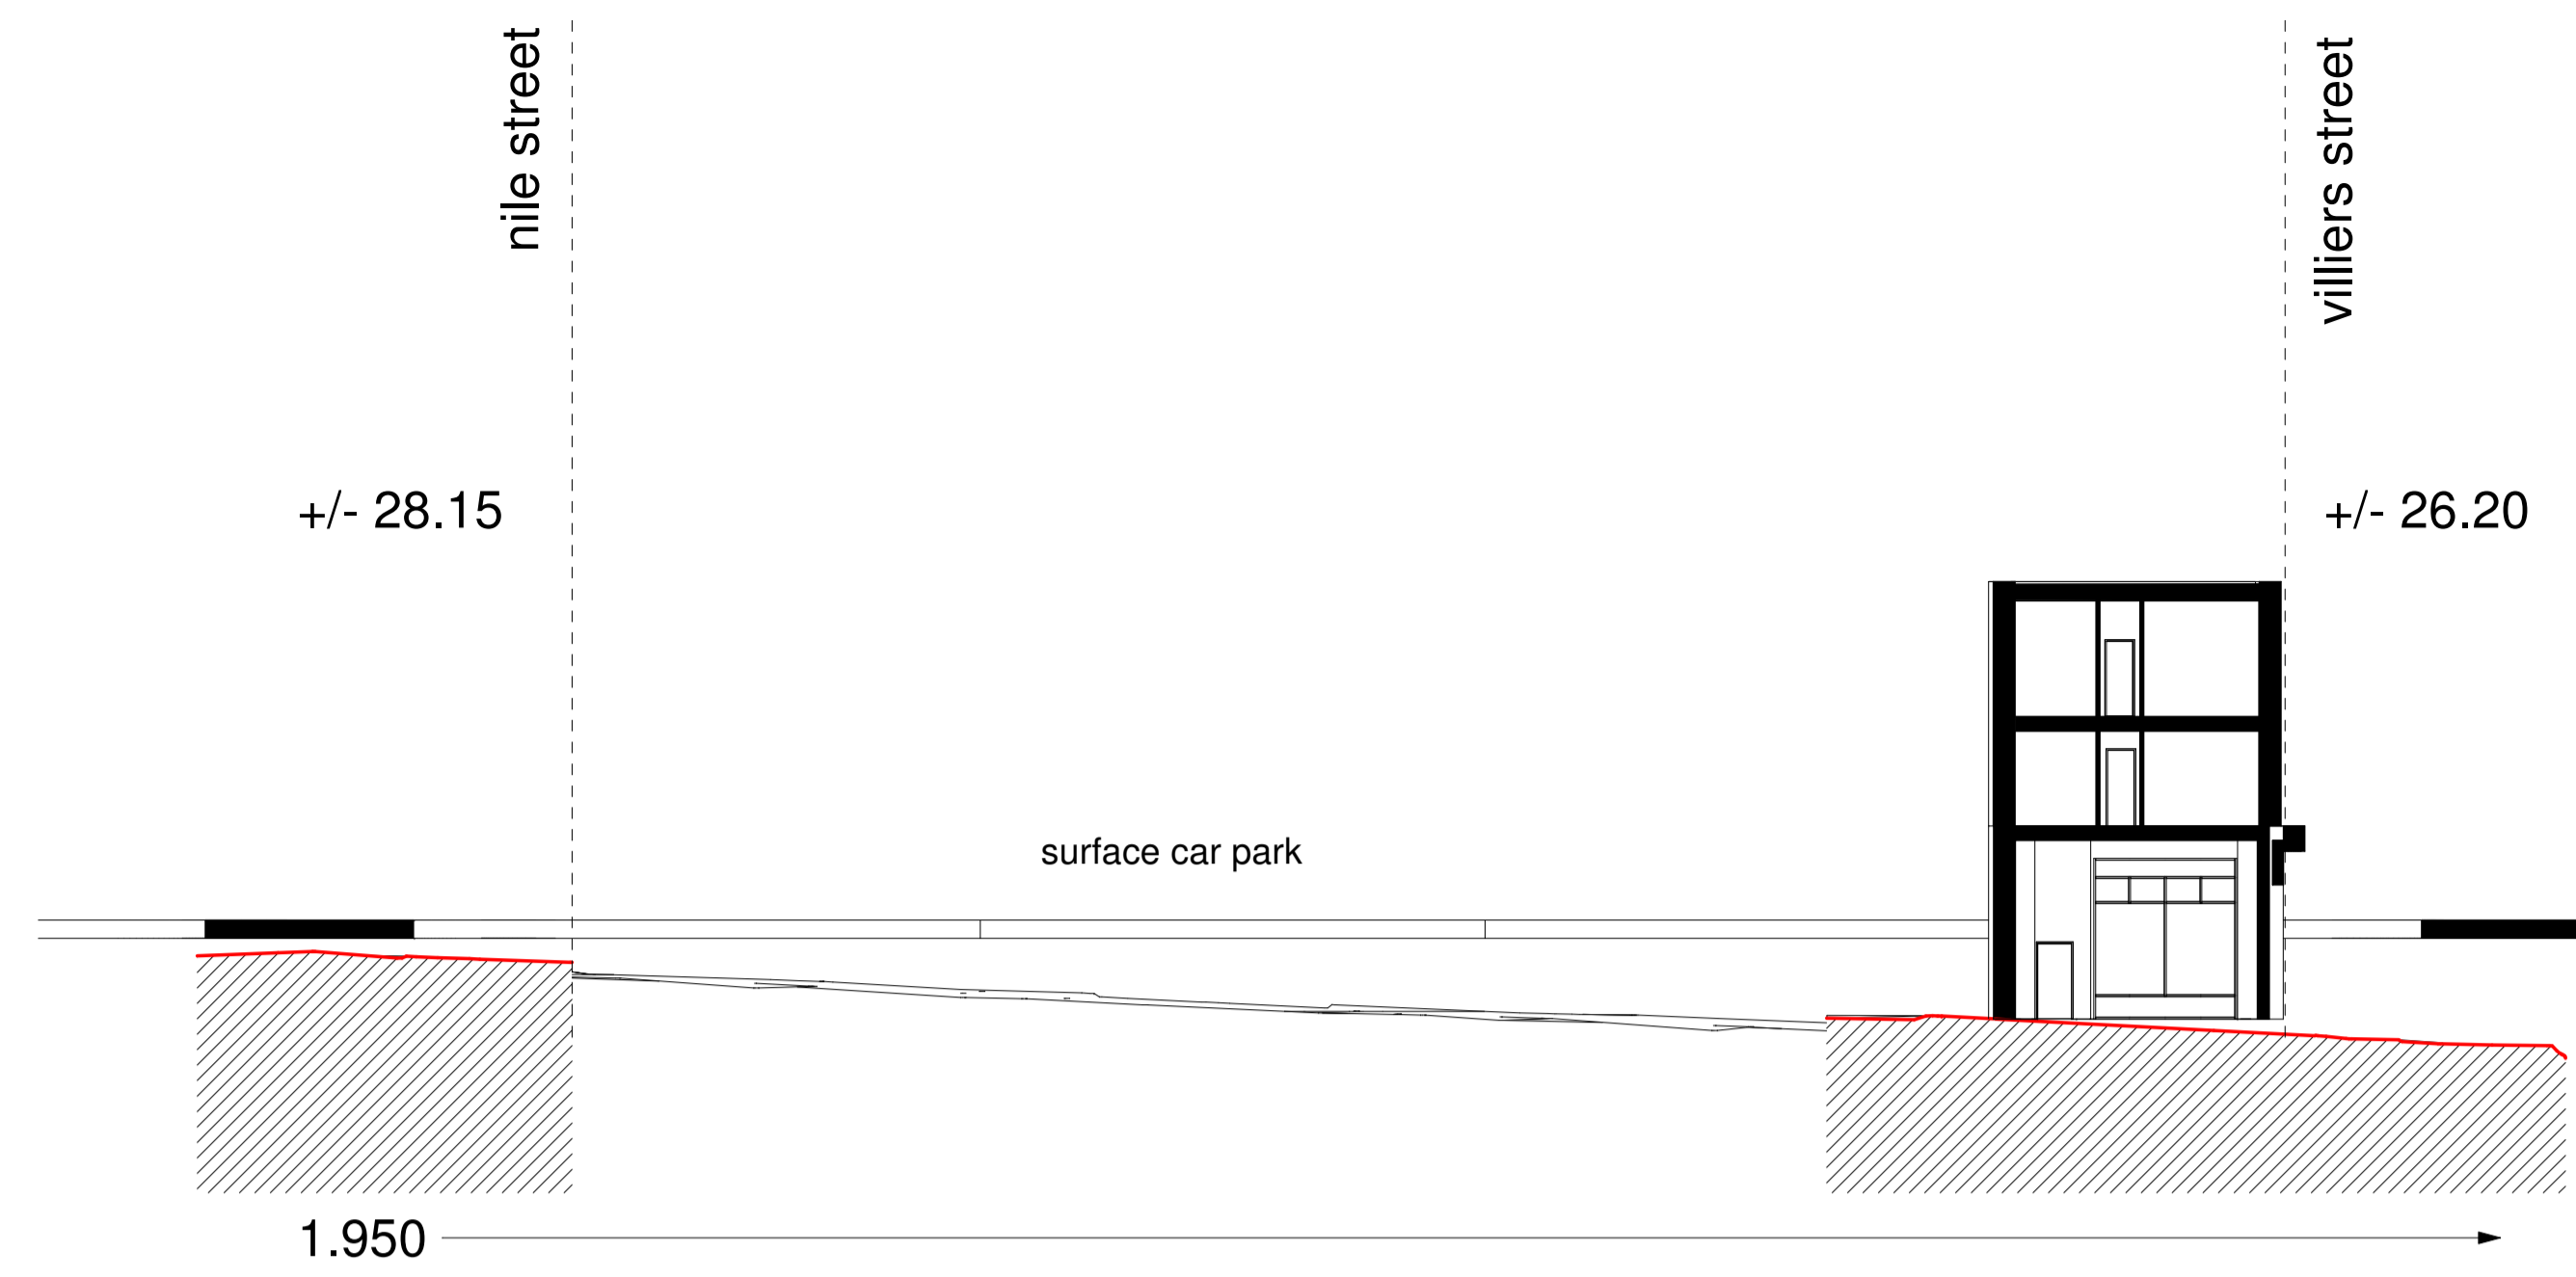 nile street
villiers street
+/- 28.15
+/- 26.20
surface car park
1.950